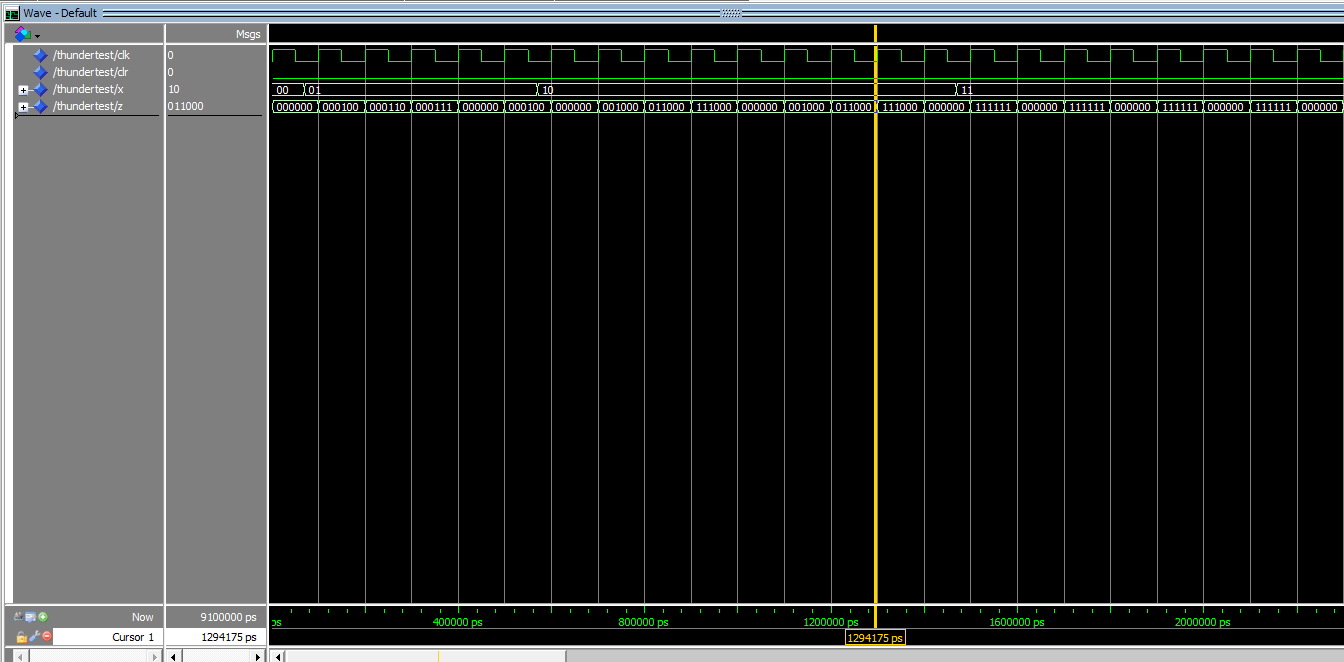 Wave - Default
Msgs
/thundertest/clk 0
/thundertest/clr 0
/thundertest/x 10 00 01 10 11
/thundertest/z 011000 000000 000100 000110 000111 000000 000100 000000 001000 011000 111000 000000 001000 011000 111000 000000 111111 000000 111111 000000 111111 000000 111111 000000
Now 9100000 ps ps 400000 ps 800000 ps 1200000 ps 1600000 ps 2000000 ps
Cursor 1 1294175 ps 1294175 ps